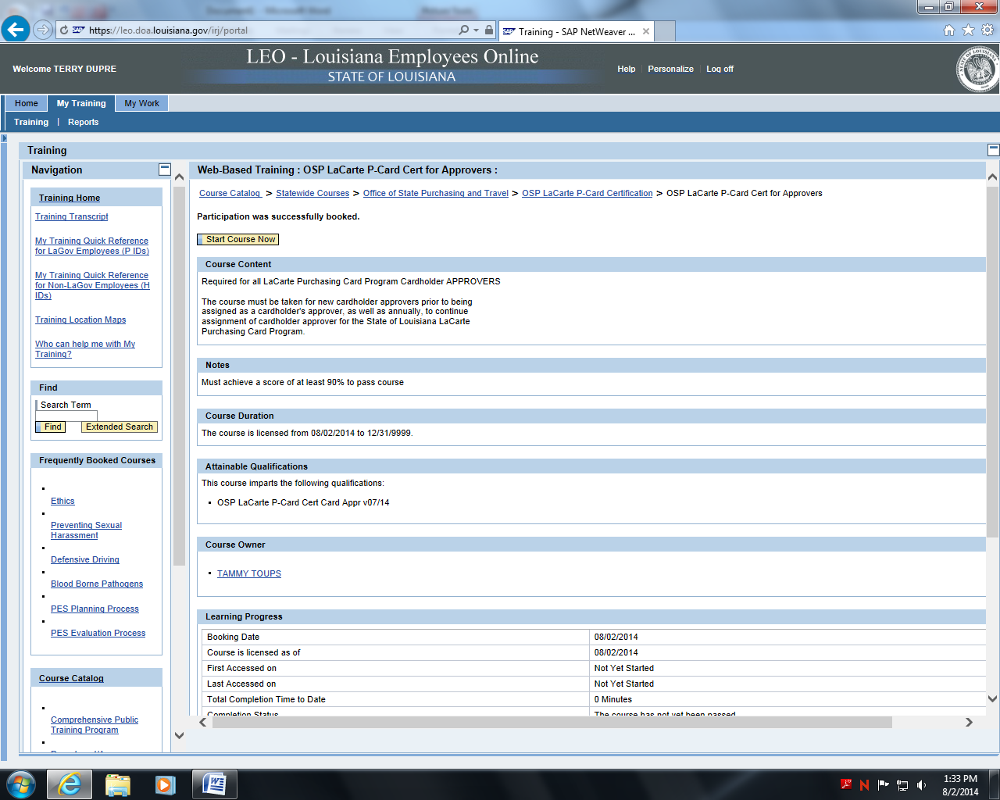 https://leo.doa.louisiana.gov/irj/portal
Training - SAP NetWeaver ...
Welcome TERRY DUPRE
LEO - Louisiana Employees Online
STATE OF LOUISIANA
Help
Personalize
Log off
Home
My Training
My Work
Training
Reports
Training
Navigation
Training Home
Training Transcript
My Training Quick Reference
for LaGov Employees (P IDs)
My Training Quick Reference
for Non-LaGov Employees (H
IDs)
Training Location Maps
Who can help me with My
Training?
Find
Search Term
Find
Extended Search
Frequently Booked Courses
Ethics
Preventing Sexual
Harassment
Defensive Driving
Blood Borne Pathogens
PES Planning Process
PES Evaluation Process
Course Catalog
Comprehensive Public
Training Program
Web-Based Training : OSP LaCarte P-Card Cert for Approvers :
Course Catalog > Statewide Courses > Office of State Purchasing and Travel > OSP LaCarte P-Card Certification > OSP LaCarte P-Card Cert for Approvers
Participation was successfully booked.
Start Course Now
Course Content
Required for all LaCarte Purchasing Card Program Cardholder APPROVERS
The course must be taken for new cardholder approvers prior to being
assigned as a cardholder's approver, as well as annually, to continue
assignment of cardholder approver for the State of Louisiana LaCarte
Purchasing Card Program.
Notes
Must achieve a score of at least 90% to pass course
Course Duration
The course is licensed from 08/02/2014 to 12/31/9999.
Attainable Qualifications
This course imparts the following qualifications:
OSP LaCarte P-Card Cert Card Appr v07/14
Course Owner
TAMMY TOUPS
Learning Progress
Booking Date 08/02/2014
Course is licensed as of 08/02/2014
First Accessed on Not Yet Started
Last Accessed on Not Yet Started
Total Completion Time to Date 0 Minutes
Completion Status The course has not yet been passed
1:33 PM
8/2/2014